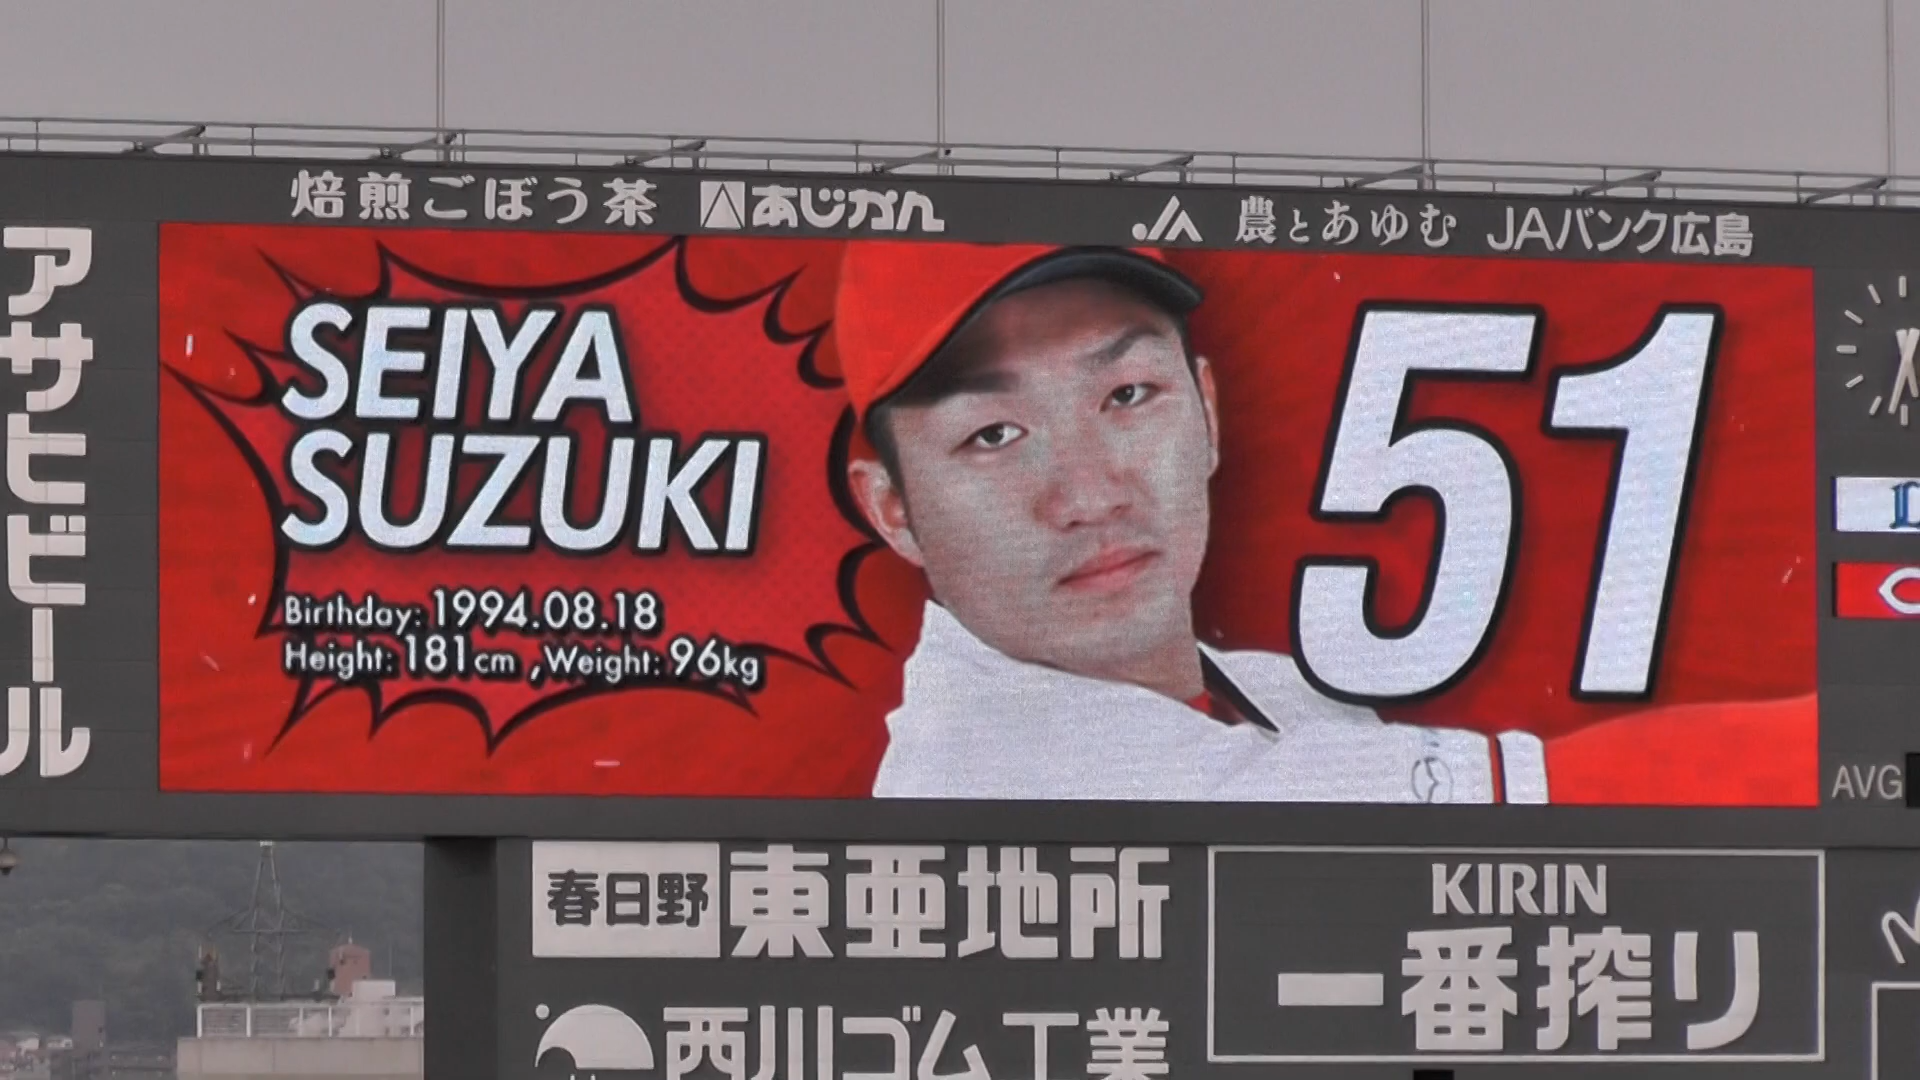 焙煎ごぼう茶 あじかん
農とあゆむ JAバンク広島
アサヒビール
SEIYA
SUZUKI
51
Birthday: 1994.08.18
Height: 181cm , Weight: 96kg
AVG
春日野 東亜地所
KIRIN
一番搾り
西川ゴム工業